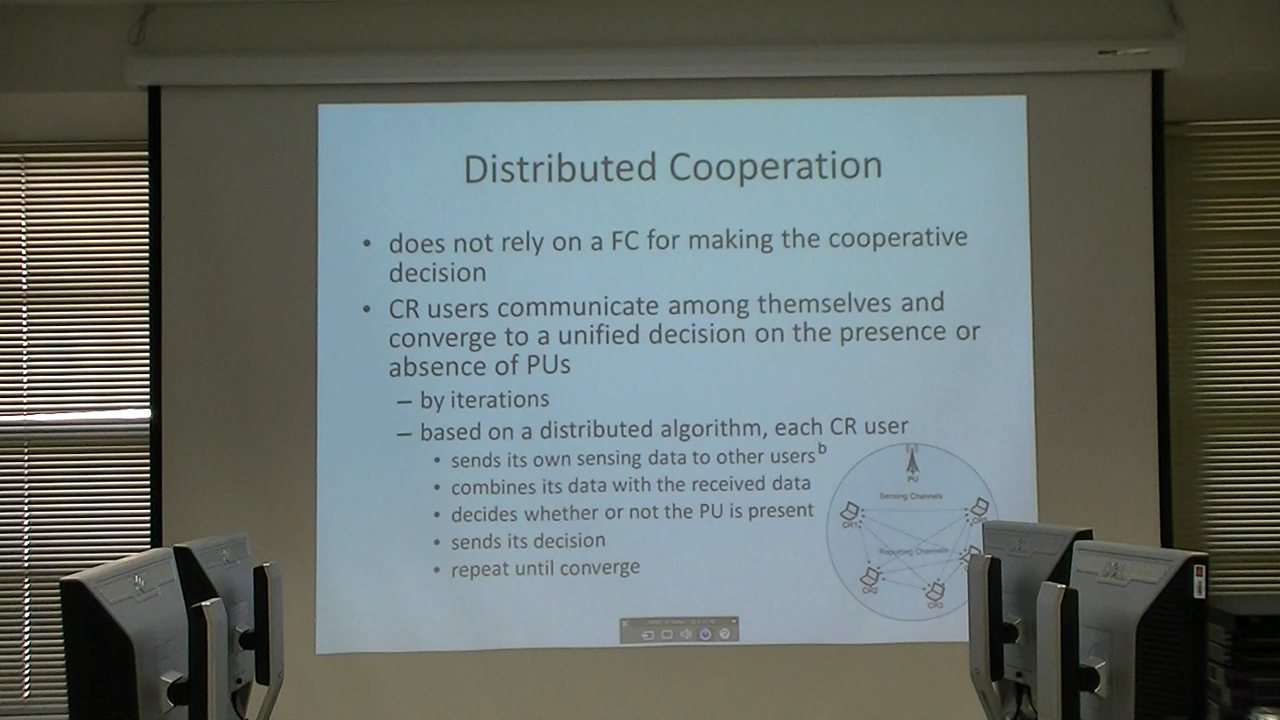 Distributed Cooperation
• does not rely on a FC for making the cooperative
decision
• CR users communicate among themselves and
converge to a unified decision on the presence or
absence of PUs
– by iterations
– based on a distributed algorithm, each CR user
• sends its own sensing data to other users
b
• combines its data with the received data
• decides whether or not the PU is present
• sends its decision
• repeat until converge
PU
Sensing Channels
Reporting Channels